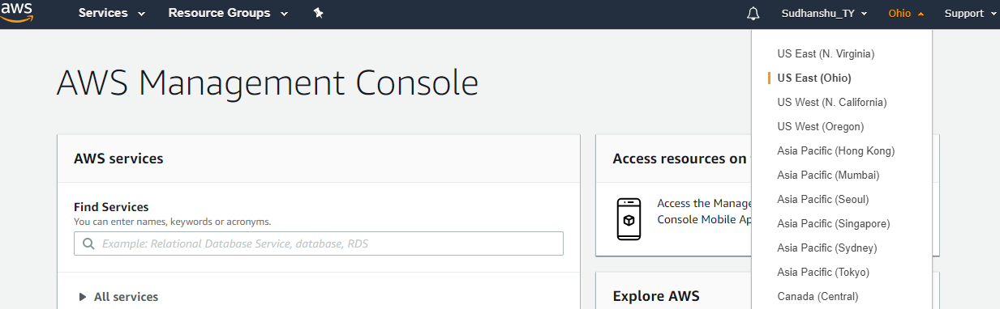 aws Services Resource Groups Sudhanshu_TY Ohio Support
US East (N. Virginia)
US East (Ohio)
US West (N. California)
US West (Oregon)
Asia Pacific (Hong Kong)
Asia Pacific (Mumbai)
Asia Pacific (Seoul)
Asia Pacific (Singapore)
Asia Pacific (Sydney)
Asia Pacific (Tokyo)
Canada (Central)
AWS Management Console
AWS services
Find Services
You can enter names, keywords or acronyms.
Example: Relational Database Service, database, RDS
All services
Access resources on
Access the
Console Mobile
Explore AWS